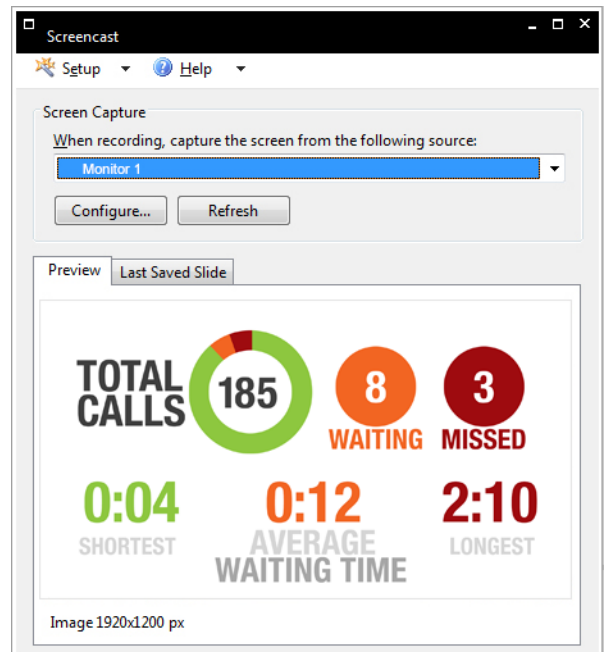 Screencast
Setup Help
Screen Capture
When recording, capture the screen from the following source:
Monitor 1
Configure... Refresh
Preview Last Saved Slide
TOTAL
CALLS
185
8
WAITING
3
MISSED
0:04
SHORTEST
0:12
AVERAGE
WAITING TIME
2:10
LONGEST
Image 1920x1200 px